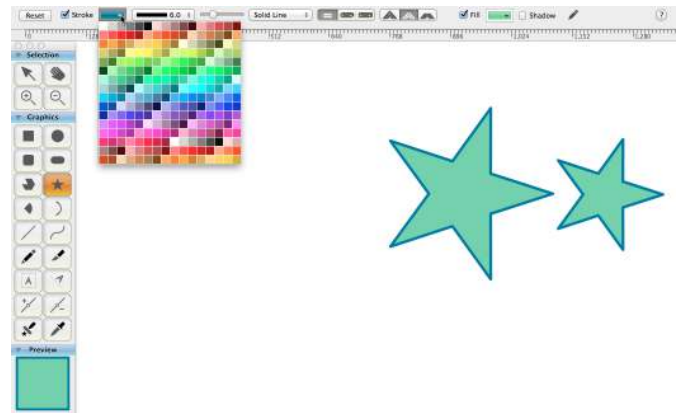 Reset Stroke 6.0 Solid Line Fill Shadow ?
Selection
Graphics
A
Preview